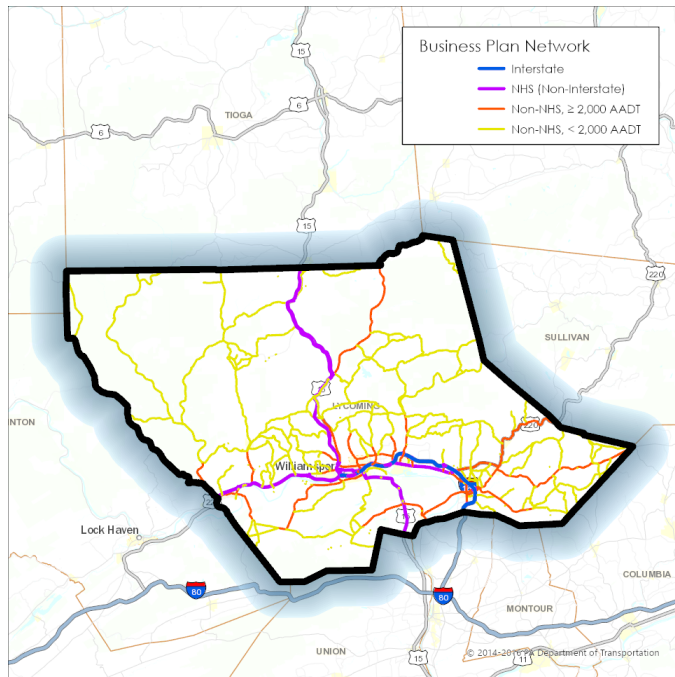 Business Plan Network
Interstate
NHS (Non-Interstate)
Non-NHS, ≥ 2,000 AADT
Non-NHS, < 2,000 AADT
15
6
TIOGA
6
15
220
SULLIVAN
LYCOMING
220
Williamspor
Lock Haven
80
80
COLUMBIA
MONTOUR
UNION
15
11
INTON
© 2014-2016 PA Department of Transportation